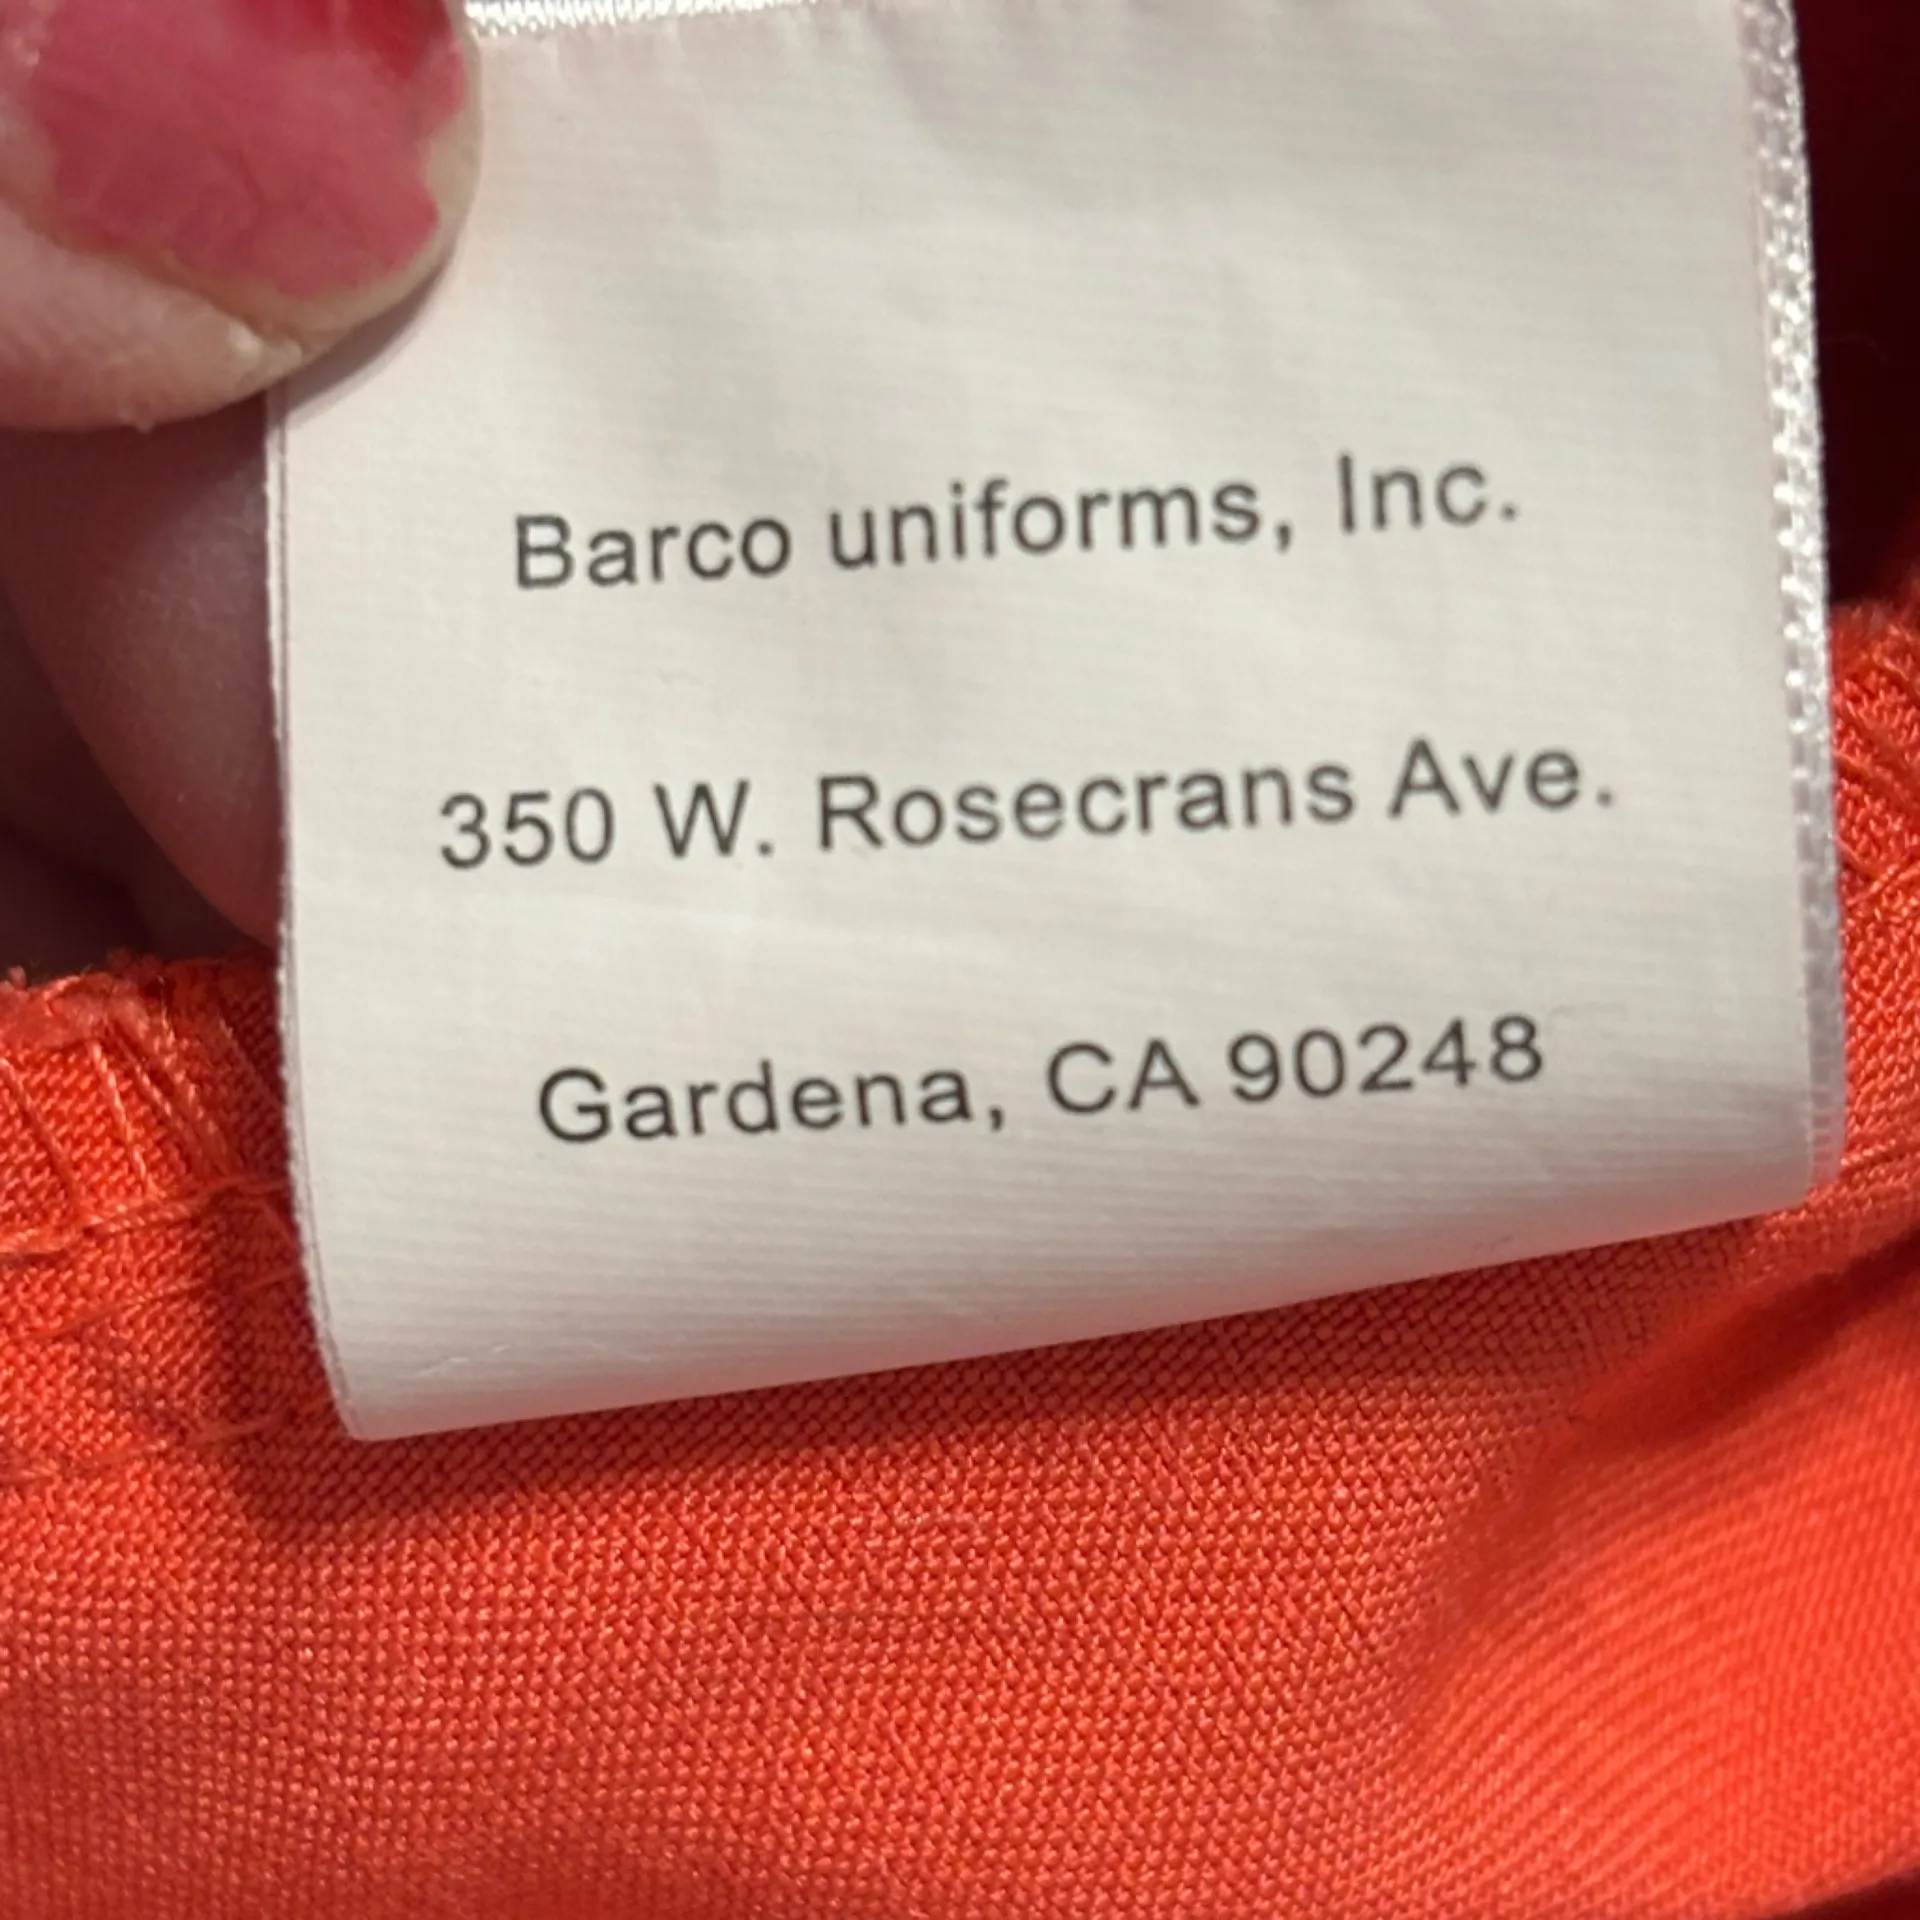 Barco uniforms, Inc.
350 W. Rosecrans Ave.
Gardena, CA 90248